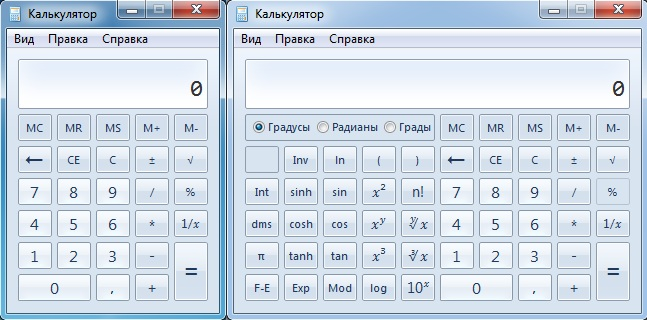 Калькулятор
Вид Правка Справка
0
MC MR MS M+ M-
← CE C ± √
7 8 9 / %
4 5 6 * 1/x
1 2 3 - =
0 , +
Калькулятор
Вид Правка Справка
0
Градусы Радианы Грады MC MR MS M+ M-
Inv ln ( ) ← CE C ± √
Int sinh sin x² n! 7 8 9 / %
dms cosh cos xʸ ʸ√x 4 5 6 * 1/x
π tanh tan x³ ³√x 1 2 3 - =
F-E Exp Mod log 10ˣ 0 , +